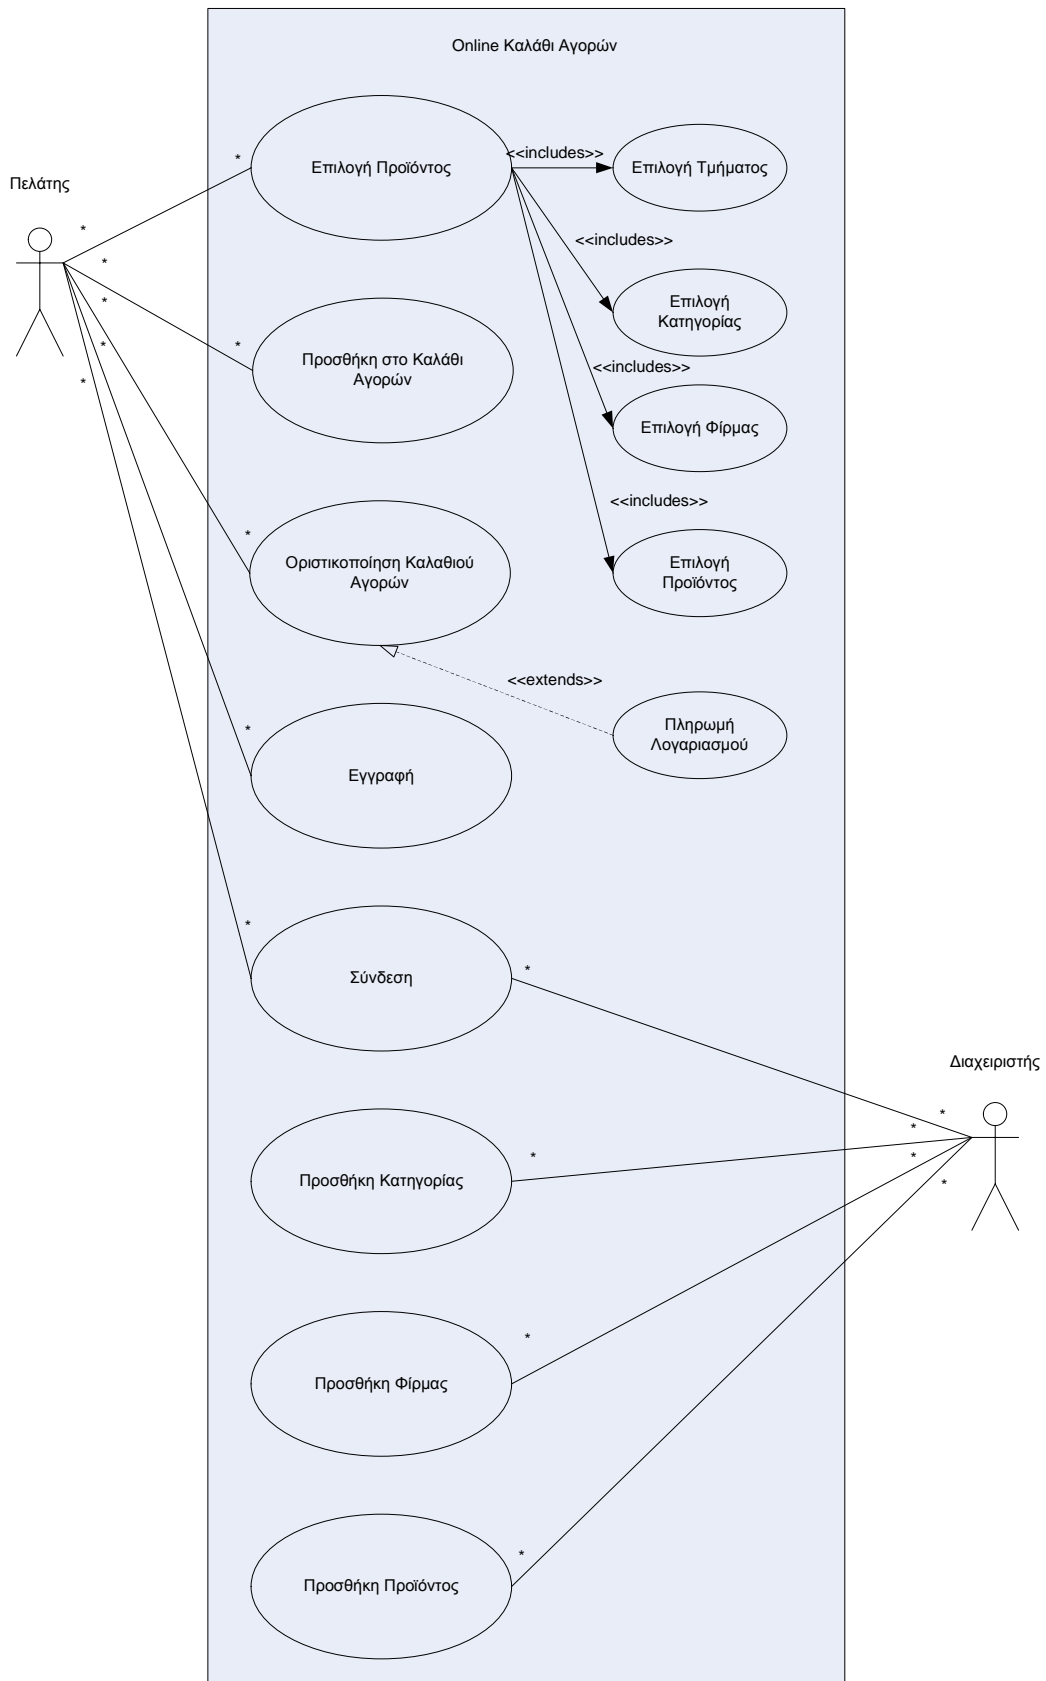 Online Καλάθι Αγορών
Πελάτης
Επιλογή Προϊόντος
<<includes>>
Επιλογή Τμήματος
<<includes>>
Επιλογή
Κατηγορίας
Προσθήκη στο Καλάθι
Αγορών
<<includes>>
Επιλογή Φίρμας
<<includes>>
Οριστικοποίηση Καλαθιού
Αγορών
Επιλογή
Προϊόντος
<<extends>>
Πληρωμή
Λογαριασμού
Εγγραφή
Σύνδεση
Διαχειριστής
Προσθήκη Κατηγορίας
Προσθήκη Φίρμας
Προσθήκη Προϊόντος